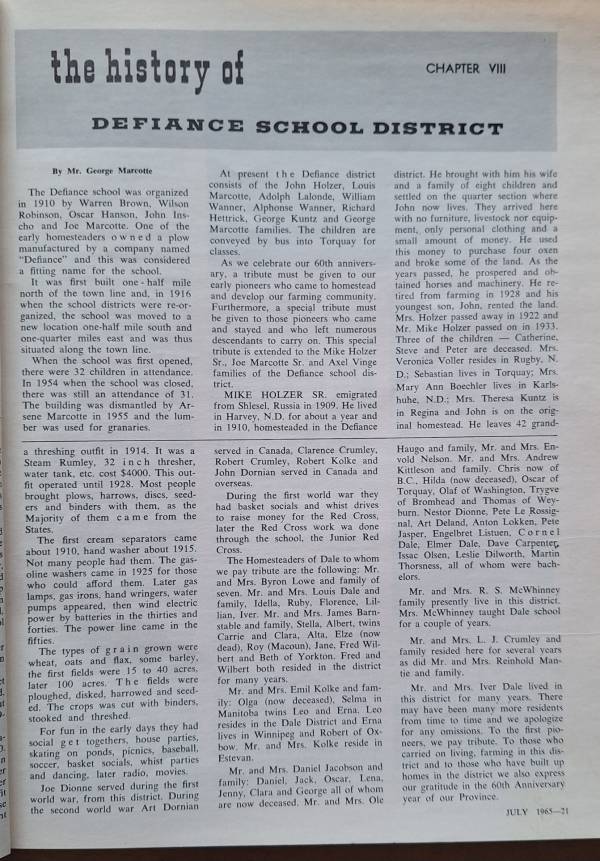 the history of
CHAPTER VIII
DEFIANCE SCHOOL DISTRICT
By Mr. George Marcotte
The Defiance school was organized
in 1910 by Warren Brown, Wilson
Robinson, Oscar Hanson, John Ins-
cho and Joe Marcotte. One of the
early homesteaders owned a plow
manufactured by a company named
"Defiance" and this was considered
a fitting name for the school.
It was first built one-half mile
north of the town line and, in 1916
when the school districts were re-or-
ganized, the school was moved to a
new location one-half mile south and
one-quarter miles east and was thus
situated along the town line.
When the school was first opened,
there were 32 children in attendance.
In 1954 when the school was closed,
there was still an attendance of 31.
The building was dismantled by Ar-
sene Marcotte in 1955 and the lum-
ber was used for granaries.
At present the Defiance district
consists of the John Holzer, Louis
Marcotte, Adolph Lalonde, William
Wanner, Alphonse Wanner, Richard
Hettrick, George Kuntz and George
Marcotte families. The children are
conveyed by bus into Torquay for
classes.
As we celebrate our 60th annivers-
ary, a tribute must be given to our
early pioneers who came to homestead
and develop our farming community.
Furthermore, a special tribute must
be given to those pioneers who came
and stayed and who left numerous
descendants to carry on. This special
tribute is extended to the Mike Holzer
Sr., Joe Marcotte Sr. and Axel Vinge
families of the Defiance school dis-
trict.
MIKE HOLZER SR. emigrated
from Shlesel, Russia in 1909. He lived
in Harvey, N.D. for about a year and
in 1910, homesteaded in the Defiance
district. He brought with him his wife
and a family of eight children and
settled on the quarter section where
John now lives. They arrived here
with no furniture, livestock nor equip-
ment, only personal clothing and a
small amount of money. He used
this money to purchase four oxen
and broke some of the land. As the
years passed, he prospered and ob-
tained horses and machinery. He re-
tired from farming in 1928 and his
youngest son, John, rented the land.
Mrs. Holzer passed away in 1922 and
Mr. Mike Holzer passed on in 1933.
Three of the children — Catherine,
Steve and Peter are deceased. Mrs.
Veronica Voller resides in Rugby, N.
D.; Sebastian lives in Torquay; Mrs.
Mary Ann Boechler lives in Karls-
huhe, N.D.; Mrs. Theresa Kuntz is
in Regina and John is on the orig-
inal homestead. He leaves 42 grand-
a threshing outfit in 1914. It was a
Steam Rumley, 32 inch thresher,
water tank, etc. cost $4000. This out-
fit operated until 1928. Most people
brought plows, harrows, discs, seed-
ers and binders with them, as the
Majority of them came from the
States.
The first cream separators came
about 1910, hand washer about 1915.
Not many people had them. The gas-
oline washers came in 1925 for those
who could afford them. Later gas
lamps, gas irons, hand wringers, water
pumps appeared, then wind electric
power by batteries in the thirties and
forties. The power line came in the
fifties.
The types of grain grown were
wheat, oats and flax, some barley,
the first fields were 15 to 40 acres,
later 100 acres. The fields were
ploughed, disked, harrowed and seed-
ed. The crops was cut with binders,
stooked and threshed.
For fun in the early days they had
social get togethers, house parties,
skating on ponds, picnics, baseball,
soccer, basket socials, whist parties
and dancing, later radio, movies.
Joe Dionne served during the first
world war, from this district. During
the second world war Art Dornian
served in Canada, Clarence Crumley,
Robert Crumley, Robert Kolke and
John Dornian served in Canada and
overseas.
During the first world war they
had basket socials and whist drives
to raise money for the Red Cross,
later the Red Cross work wa done
through the school, the Junior Red
Cross.
The Homesteaders of Dale to whom
we pay tribute are the following: Mr.
and Mrs. Byron Lowe and family of
seven. Mr. and Mrs. Louis Dale and
family, Idella, Ruby, Florence, Lil-
lian, Iver. Mr. and Mrs. James Barn-
stable and family, Stella, Albert, twins
Carrie and Clara, Alta, Elze (now
dead), Roy (Macoun), Jane, Fred Wil-
bert and Beth of Yorkton. Fred and
Wilbert both resided in the district
for many years.
Mr. and Mrs. Emil Kolke and fam-
ily: Olga (now deceased), Selma in
Manitoba twins Leo and Erna. Leo
resides in the Dale District and Erna
lives in Winnipeg and Robert of Ox-
bow. Mr. and Mrs. Kolke reside in
Estevan.
Mr. and Mrs. Daniel Jacobson and
family: Daniel, Jack, Oscar, Lena,
Jenny, Clara and George all of whom
are now deceased. Mr. and Mrs. Ole
Haugo and family, Mr. and Mrs. En-
vold Nelson. Mr. and Mrs. Andrew
Kittleson and family. Chris now of
B.C., Hilda (now deceased), Oscar of
Torquay, Olaf of Washington, Trygve
of Bromhead and Thomas of Wey-
burn. Nestor Dionne, Pete Le Rossig-
nal, Art Deland, Anton Lokken, Pete
Jasper, Engelbret Listuen, Cornel
Dale, Elmer Dale, Dave Carpenter,
Issac Olsen, Leslie Dilworth, Martin
Thorsness, all of whom were bach-
elors.
Mr. and Mrs. R. S. McWhinney
family presently live in this district.
Mrs. McWhinney taught Dale school
for a couple of years.
Mr. and Mrs. L. J. Crumley and
family resided here for several years
as did Mr. and Mrs. Reinhold Man-
tie and family.
Mr. and Mrs. Iver Dale lived in
this district for many years. There
may have been many more residents
from time to time and we apologize
for any omissions. To the first pio-
neers, we pay tribute. To those who
carried on living, farming in this dis-
trict and to those who have built up
homes in the district we also express
our gratitude in the 60th Anniversary
year of our Province.
JULY 1965—21